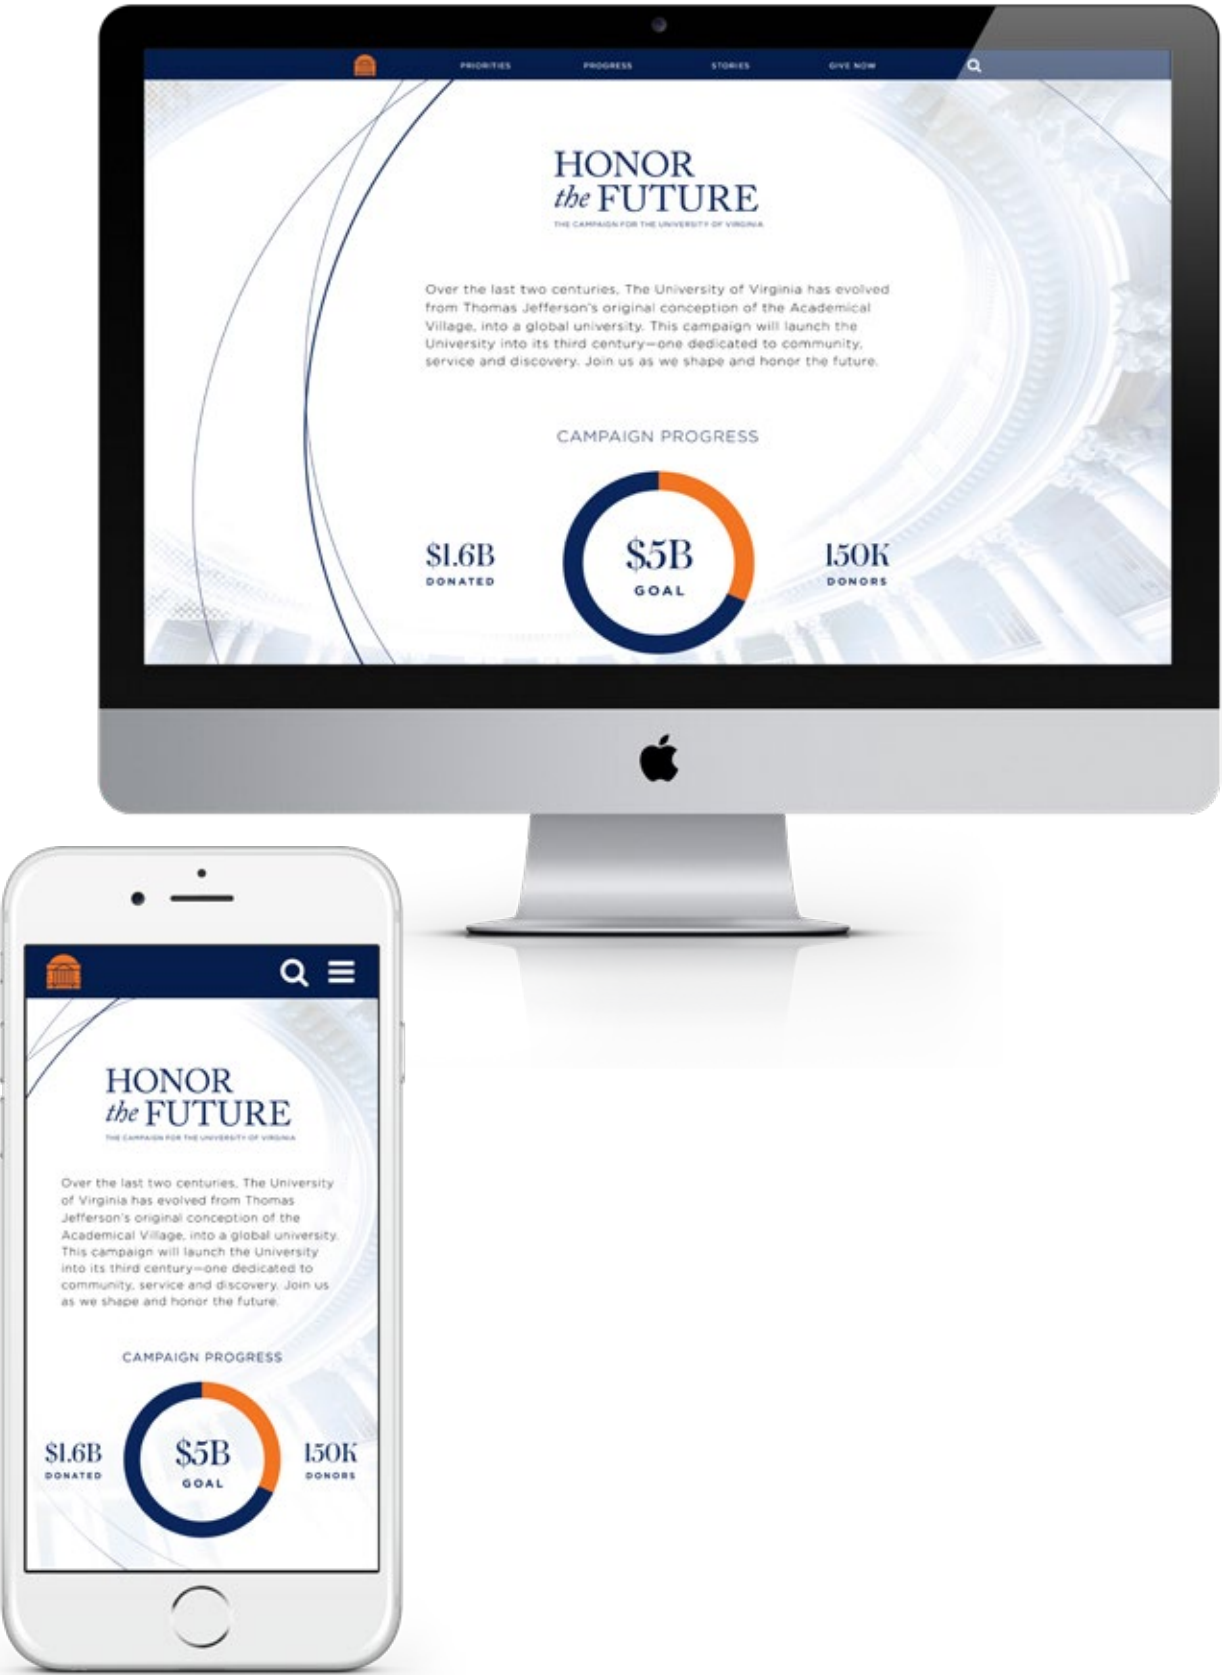 PRIORITIES PROGRESS STORIES GIVE NOW
HONOR
the FUTURE
THE CAMPAIGN FOR THE UNIVERSITY OF VIRGINIA
Over the last two centuries, The University of Virginia has evolved
from Thomas Jefferson's original conception of the Academical
Village, into a global university. This campaign will launch the
University into its third century—one dedicated to community,
service and discovery. Join us as we shape and honor the future.
CAMPAIGN PROGRESS
$1.6B
DONATED
$5B
GOAL
150K
DONORS
HONOR
the FUTURE
THE CAMPAIGN FOR THE UNIVERSITY OF VIRGINIA
Over the last two centuries, The University
of Virginia has evolved from Thomas
Jefferson's original conception of the
Academical Village, into a global university.
This campaign will launch the University
into its third century—one dedicated to
community, service and discovery. Join us
as we shape and honor the future.
CAMPAIGN PROGRESS
$1.6B
DONATED
$5B
GOAL
150K
DONORS